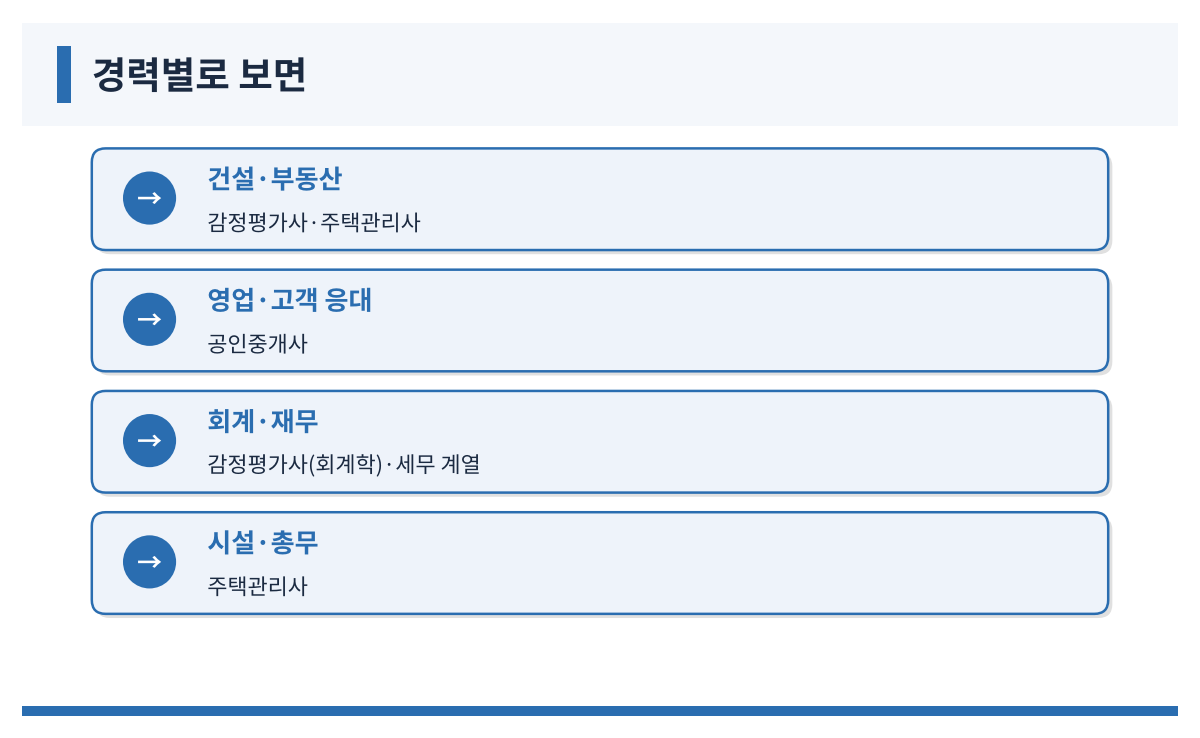 경력별로 보면
→ 건설·부동산
감정평가사·주택관리사
→ 영업·고객 응대
공인중개사
→ 회계·재무
감정평가사(회계학)·세무 계열
→ 시설·총무
주택관리사